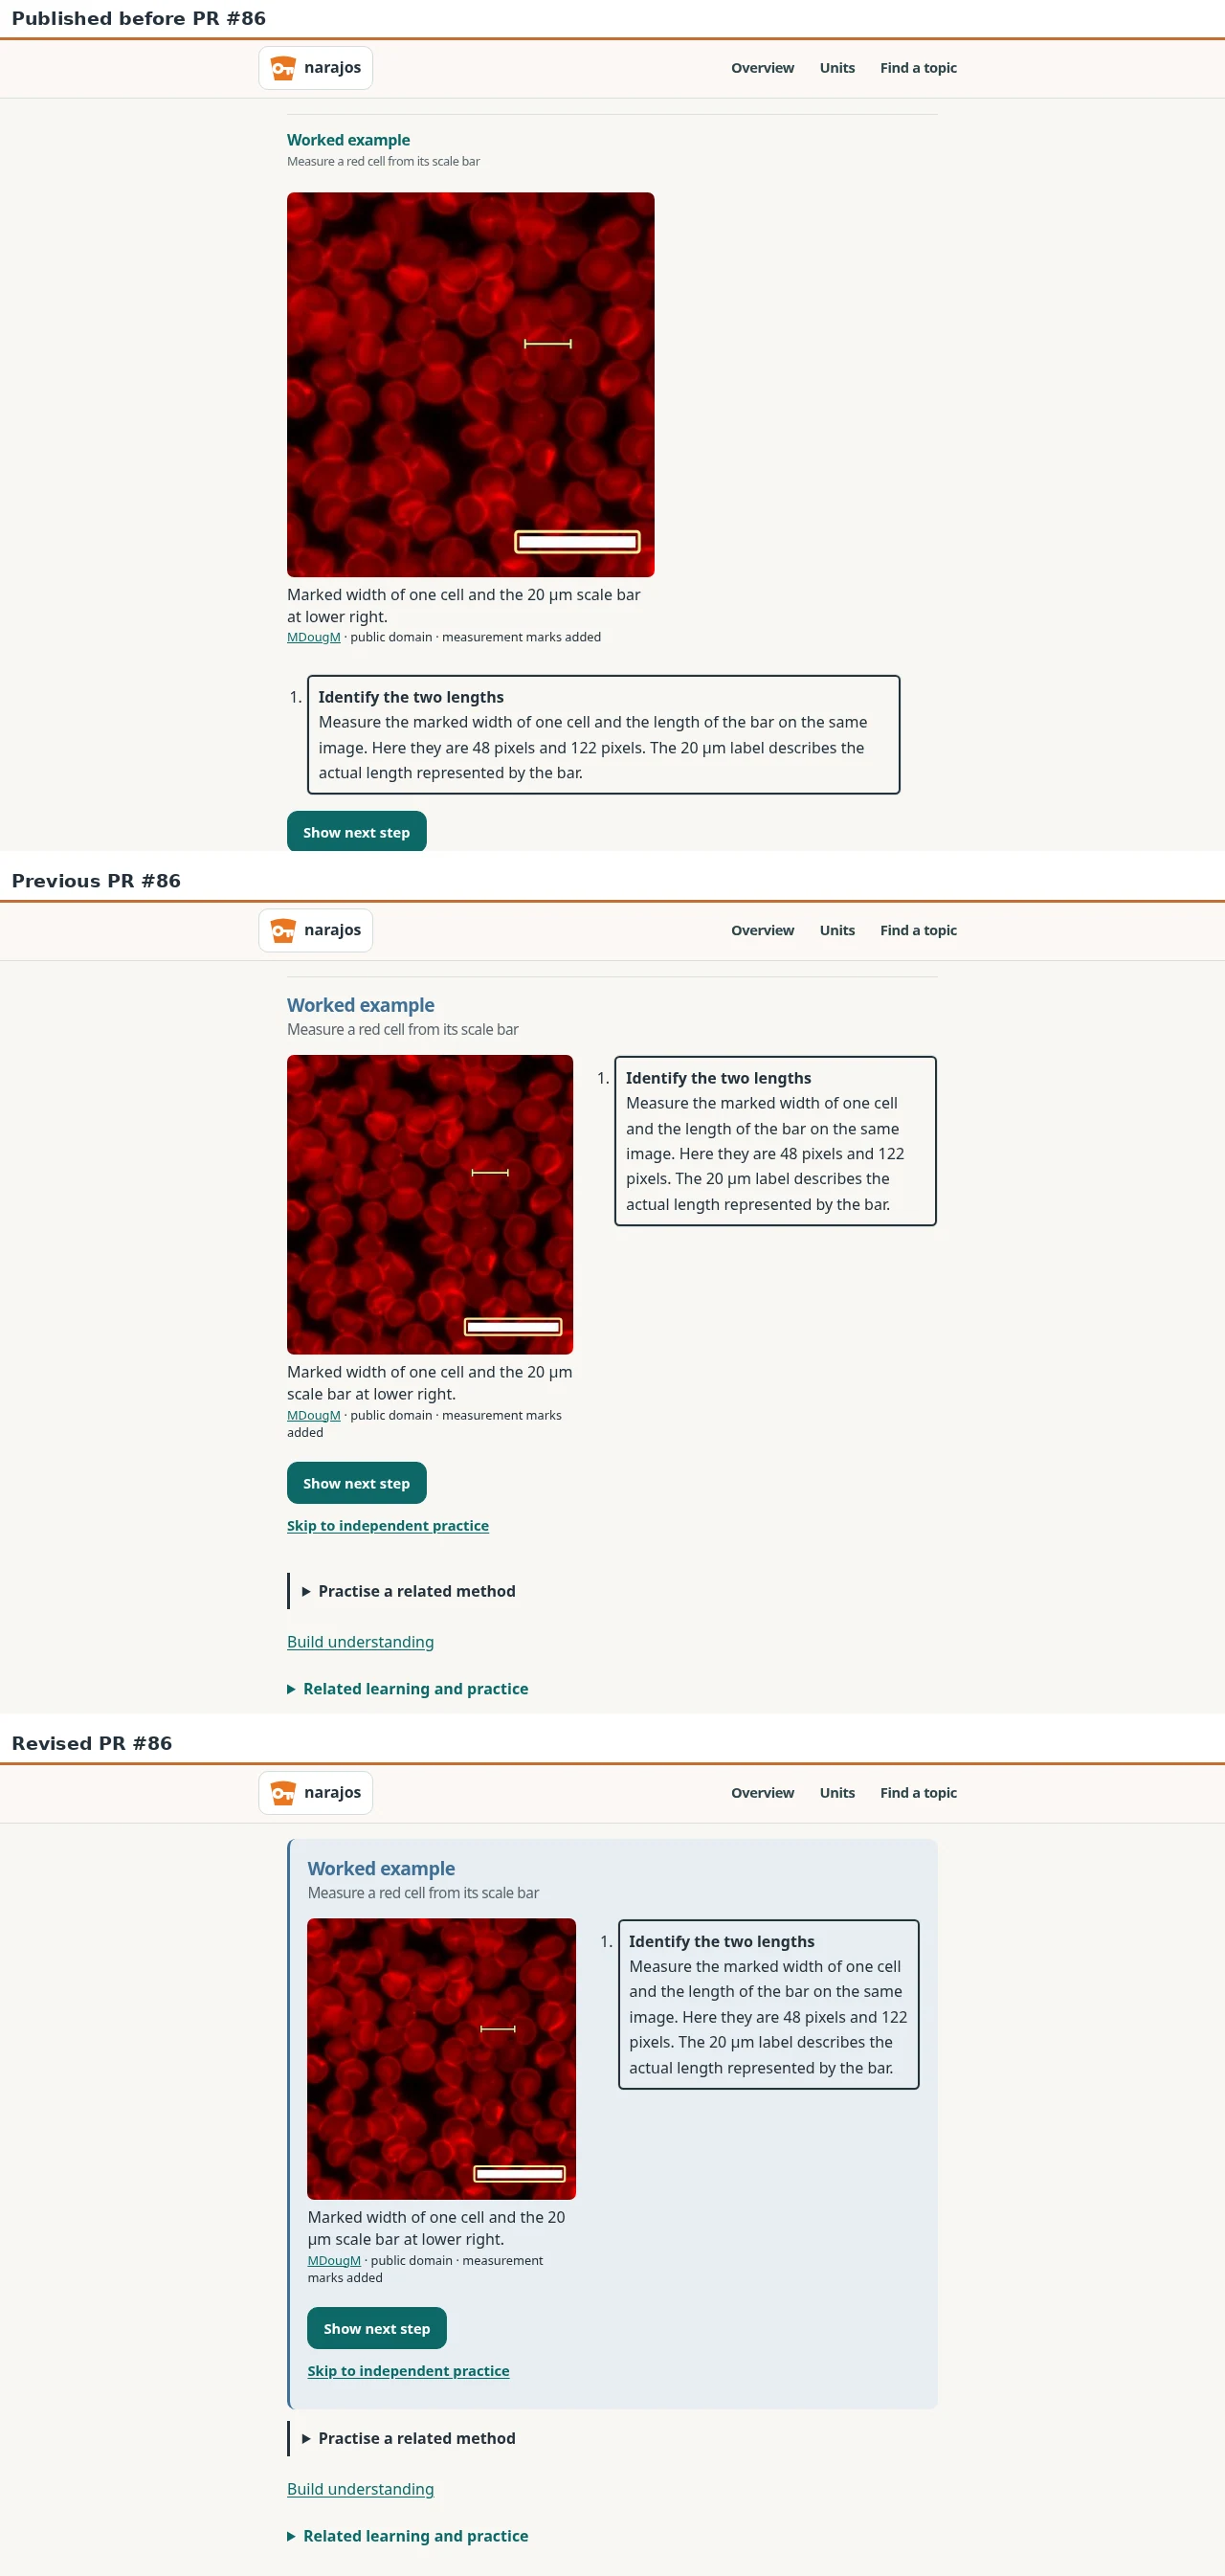 Published before PR #86
narajos
Overview Units Find a topic
Worked example
Measure a red cell from its scale bar
Marked width of one cell and the 20 µm scale bar
at lower right.
MDougM · public domain · measurement marks added
1. Identify the two lengths
Measure the marked width of one cell and the length of the bar on the same
image. Here they are 48 pixels and 122 pixels. The 20 µm label describes the
actual length represented by the bar.
Show next step
Previous PR #86
narajos
Overview Units Find a topic
Worked example
Measure a red cell from its scale bar
1. Identify the two lengths
Measure the marked width of one cell
and the length of the bar on the same
image. Here they are 48 pixels and 122
pixels. The 20 µm label describes the
actual length represented by the bar.
Marked width of one cell and the 20 µm
scale bar at lower right.
MDougM · public domain · measurement marks
added
Show next step
Skip to independent practice
Practise a related method
Build understanding
Related learning and practice
Revised PR #86
narajos
Overview Units Find a topic
Worked example
Measure a red cell from its scale bar
1. Identify the two lengths
Measure the marked width of one cell
and the length of the bar on the same
image. Here they are 48 pixels and 122
pixels. The 20 µm label describes the
actual length represented by the bar.
Marked width of one cell and the 20
µm scale bar at lower right.
MDougM · public domain · measurement
marks added
Show next step
Skip to independent practice
Practise a related method
Build understanding
Related learning and practice